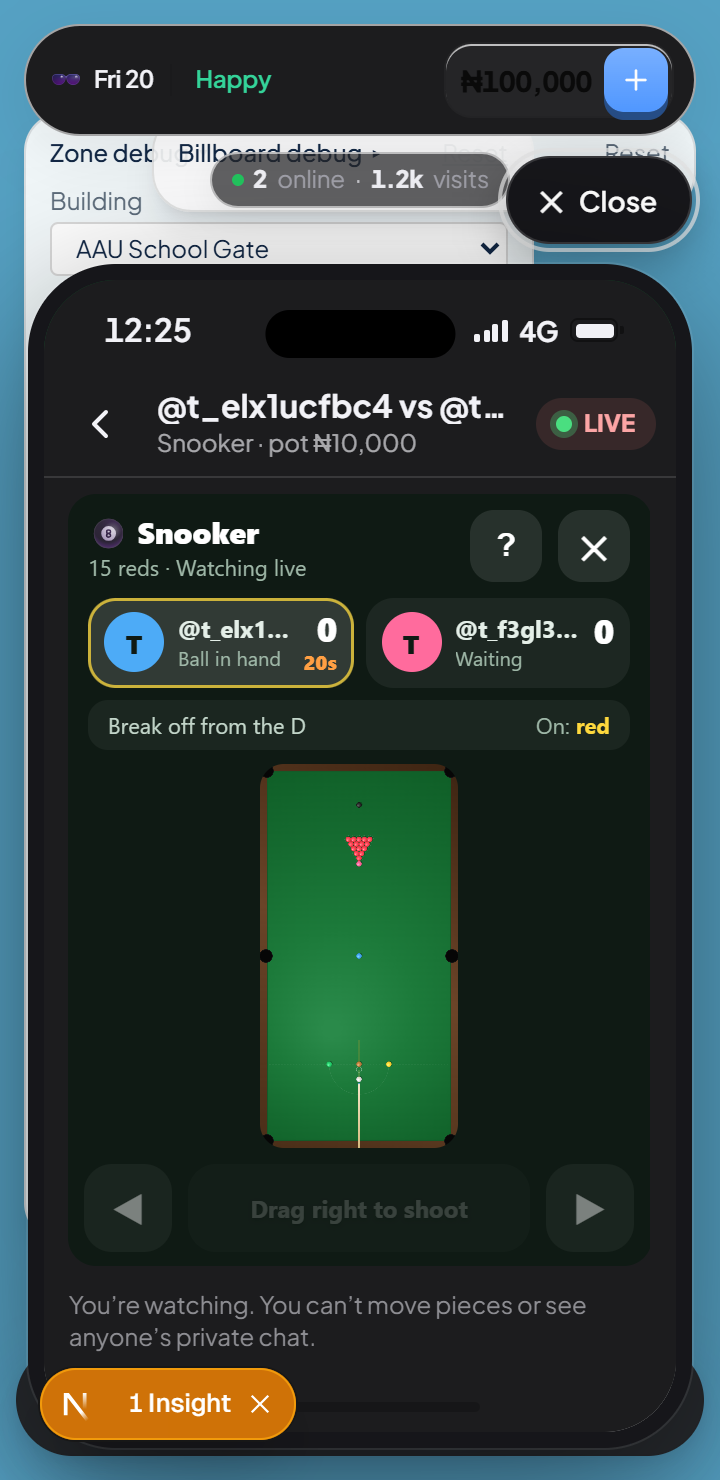 Fri 20
Happy
₦100,000
Zone debug
Billboard debug
Reset
Reset
2 online · 1.2k visits
Close
Building
AAU School Gate
12:25
4G
@t_elx1ucfbc4 vs @t...
Snooker · pot ₦10,000
LIVE
8
Snooker
15 reds · Watching live
?
T
@t_elx1...
0
Ball in hand
20s
T
@t_f3gl3...
0
Waiting
Break off from the D
On: red
Drag right to shoot
You’re watching. You can’t move pieces or see
anyone’s private chat.
N
1 Insight